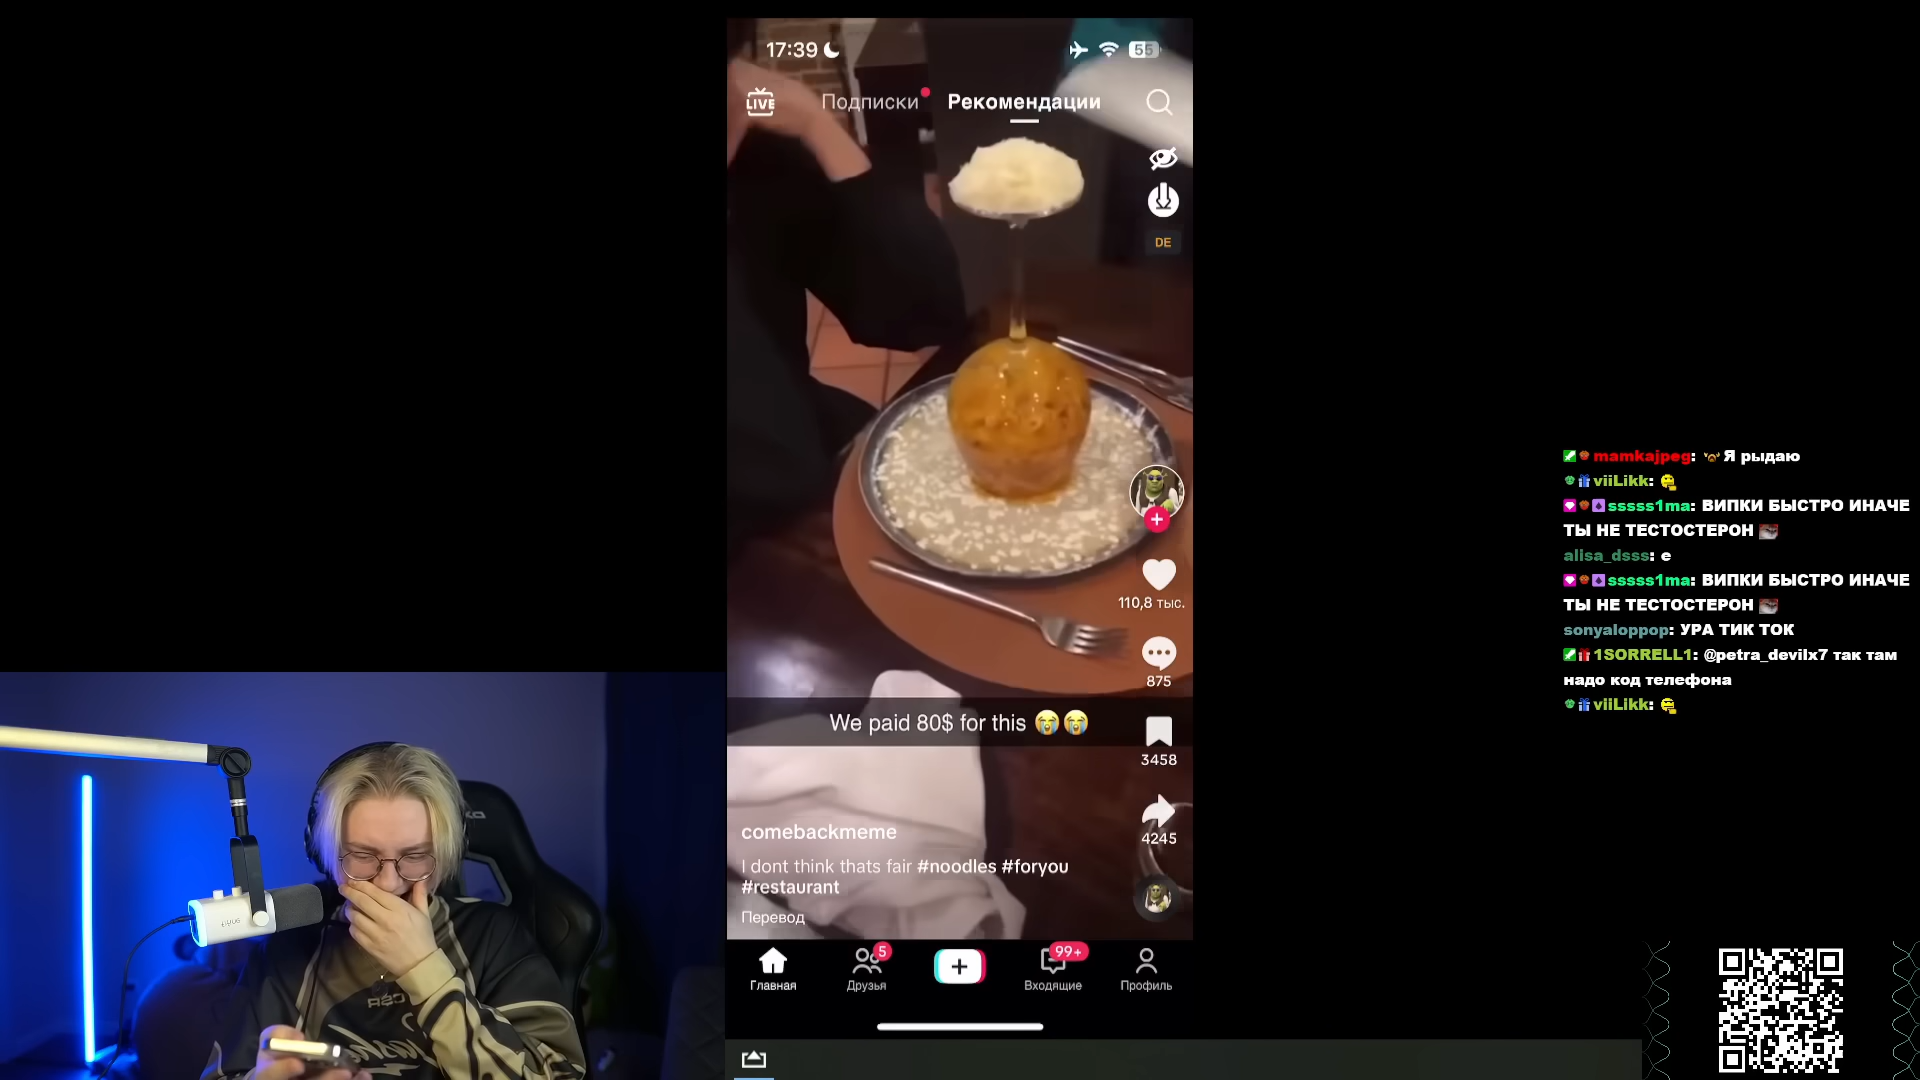 17:39
55
LIVE
Подписки
Рекомендации
DE
110,8 тыс.
875
We paid 80$ for this 😭😭
3458
4245
comebackmeme
I dont think thats fair #noodles #foryou
#restaurant
Перевод
5
99+
Главная
Друзья
Входящие
Профиль
mamkajpeg: Я рыдаю
viiLikk:
sssss1ma: ВИПКИ БЫСТРО ИНАЧЕ
ТЫ НЕ ТЕСТОСТЕРОН
alisa_dsss: е
sssss1ma: ВИПКИ БЫСТРО ИНАЧЕ
ТЫ НЕ ТЕСТОСТЕРОН
sonyaloppop: УРА ТИК ТОК
1SORRELL1: @petra_devilx7 так там
надо код телефона
viiLikk: